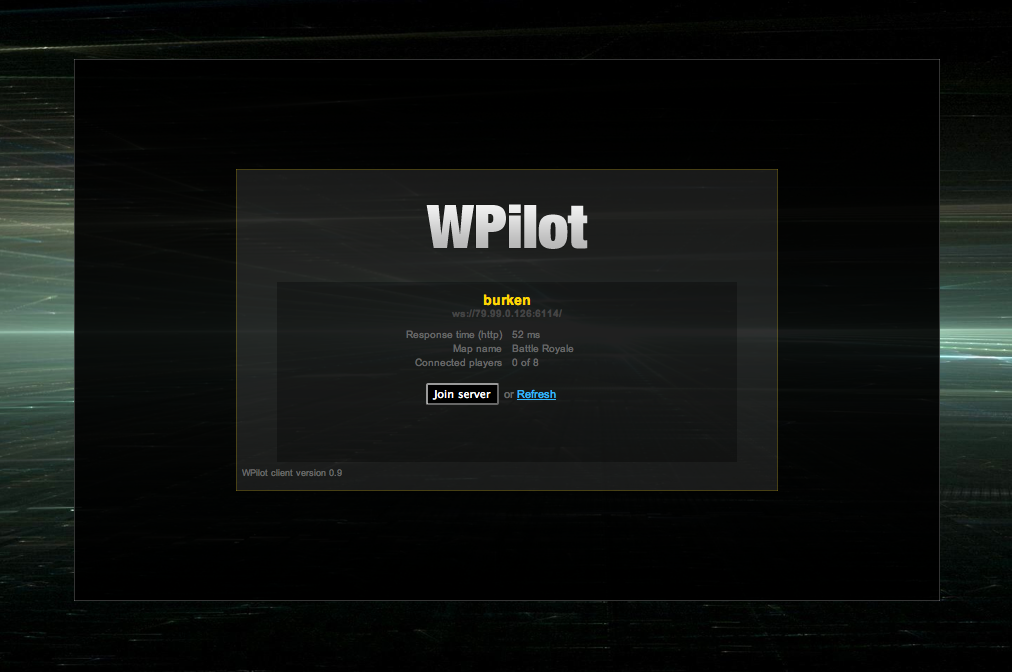 WPilot
burken
ws://79.99.0.126:6114/
Response time (http) 52 ms
Map name Battle Royale
Connected players 0 of 8
Join server or Refresh
WPilot client version 0.9